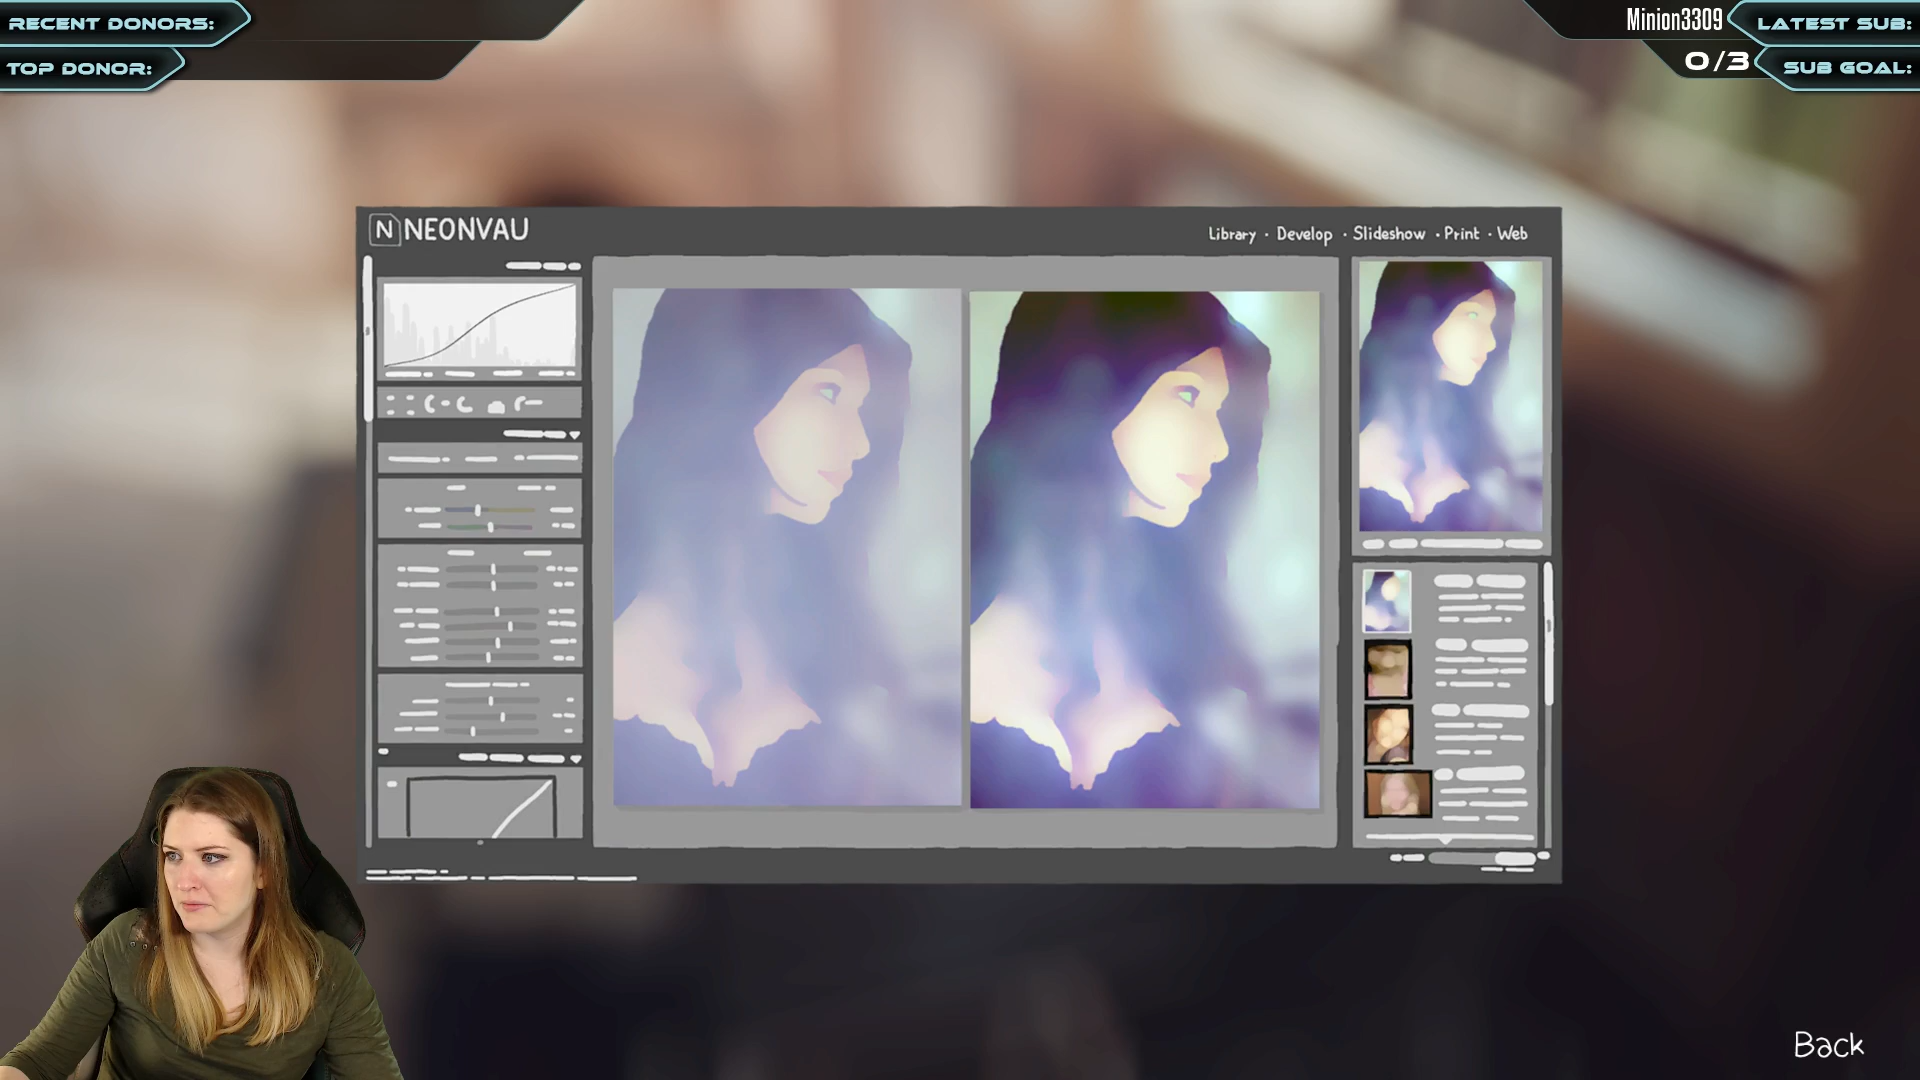 RECENT DONORS:
TOP DONOR:
Minion3309
LATEST SUB:
0/3
SUB GOAL:
N NEONVAU
Library · Develop · Slideshow · Print · Web
Back